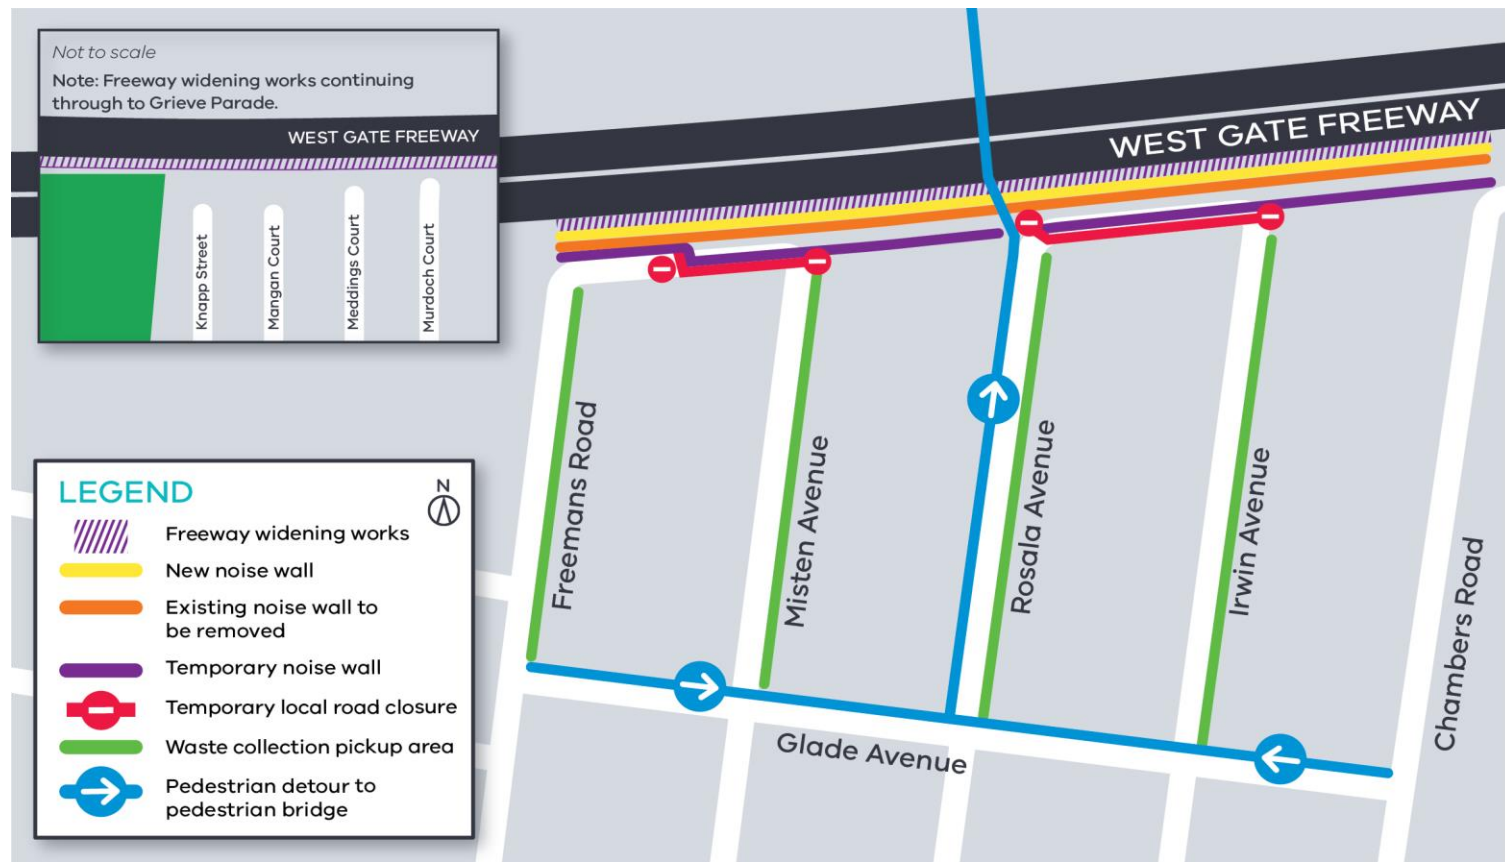 Not to scale
Note: Freeway widening works continuing
through to Grieve Parade.
WEST GATE FREEWAY
Knapp Street
Mangan Court
Meddings Court
Murdoch Court
WEST GATE FREEWAY
Freemans Road
Misten Avenue
Rosala Avenue
Irwin Avenue
Chambers Road
Glade Avenue
LEGEND
N
Freeway widening works
New noise wall
Existing noise wall to
be removed
Temporary noise wall
Temporary local road closure
Waste collection pickup area
Pedestrian detour to
pedestrian bridge